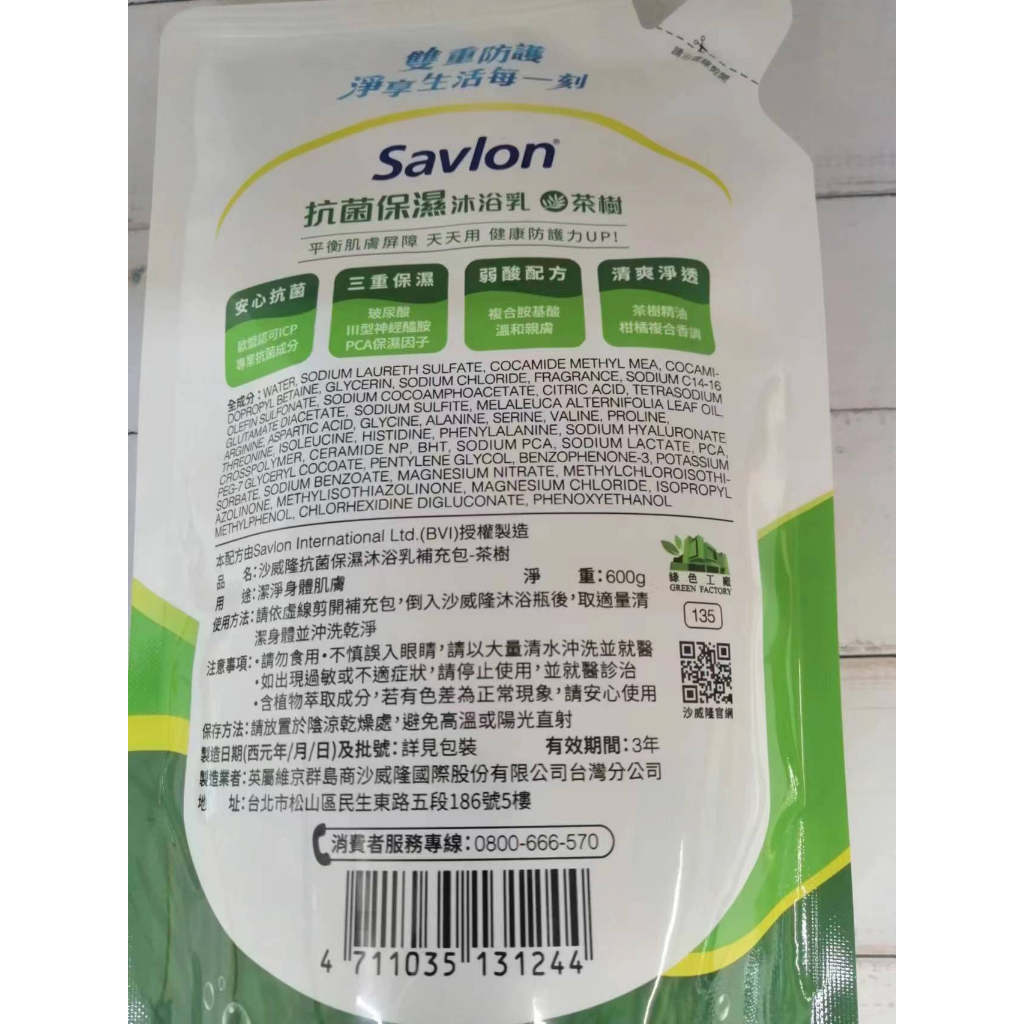 雙重防護
淨享生活每一刻
請沿虛線剪開
Savlon®
抗菌保濕沐浴乳 茶樹
平衡肌膚屏障 天天用 健康防護力UP!
安心抗菌
歐盟認可ICP
專業抗菌成分
三重保濕
玻尿酸
III型神經醯胺
PCA保濕因子
弱酸配方
複合胺基酸
溫和親膚
清爽淨透
茶樹精油
柑橘複合香調
全成分：WATER, SODIUM LAURETH SULFATE, COCAMIDE METHYL MEA, COCAMI-
DOPROPYL BETAINE, GLYCERIN, SODIUM CHLORIDE, FRAGRANCE, SODIUM C14-16
OLEFIN SULFONATE, SODIUM COCOAMPHOACETATE, CITRIC ACID, TETRASODIUM
GLUTAMATE DIACETATE, SODIUM SULFITE, MELALEUCA ALTERNIFOLIA LEAF OIL,
ARGININE, ASPARTIC ACID, GLYCINE, ALANINE, SERINE, VALINE, PROLINE,
THREONINE, ISOLEUCINE, HISTIDINE, PHENYLALANINE, SODIUM HYALURONATE
CROSSPOLYMER, CERAMIDE NP, BHT, SODIUM PCA, SODIUM LACTATE, PCA,
PEG-7 GLYCERYL COCOATE, PENTYLENE GLYCOL, BENZOPHENONE-3, POTASSIUM
SORBATE, SODIUM BENZOATE, MAGNESIUM NITRATE, METHYLCHLOROISOTHI-
AZOLINONE, METHYLISOTHIAZOLINONE, MAGNESIUM CHLORIDE, ISOPROPYL
METHYLPHENOL, CHLORHEXIDINE DIGLUCONATE, PHENOXYETHANOL
本配方由Savlon International Ltd.(BVI)授權製造
品 名：沙威隆抗菌保濕沐浴乳補充包-茶樹
用 途：潔淨身體肌膚 淨 重：600g
使用方法：請依虛線剪開補充包，倒入沙威隆沐浴瓶後，取適量清
潔身體並沖洗乾淨
注意事項：•請勿食用•不慎誤入眼睛，請以大量清水沖洗並就醫
•如出現過敏或不適症狀，請停止使用，並就醫診治
•含植物萃取成分，若有色差為正常現象，請安心使用
保存方法：請放置於陰涼乾燥處，避免高溫或陽光直射
製造日期(西元年/月/日)及批號：詳見包裝 有效期間：3年
製造業者：英屬維京群島商沙威隆國際股份有限公司台灣分公司
地 址：台北市松山區民生東路五段186號5樓
綠色工廠
GREEN FACTORY
135
沙威隆官網
消費者服務專線：0800-666-570
4 711035 131244